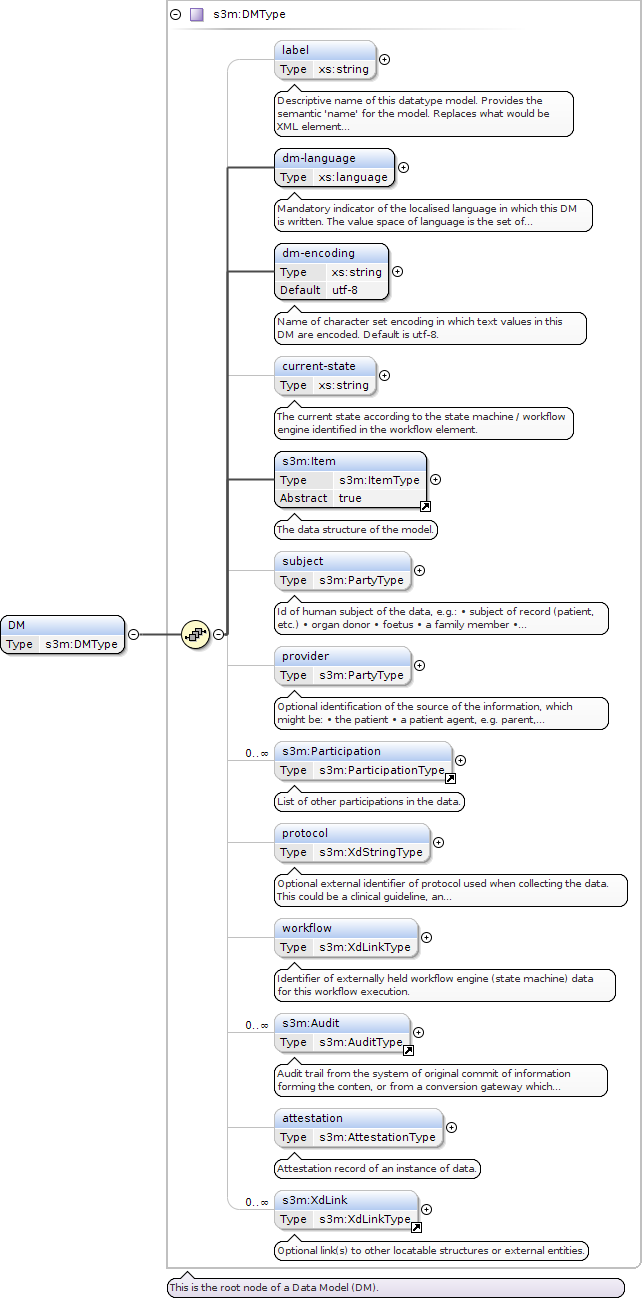 s3m:DMType
label
Type xs:string
Descriptive name of this datatype model. Provides the
semantic 'name' for the model. Replaces what would be
XML element...
dm-language
Type xs:language
Mandatory indicator of the localised language in which this DM
is written. The value space of language is the set of...
dm-encoding
Type xs:string
Default utf-8
Name of character set encoding in which text values in this
DM are encoded. Default is utf-8.
current-state
Type xs:string
The current state according to the state machine / workflow
engine identified in the workflow element.
s3m:Item
Type s3m:ItemType
Abstract true
The data structure of the model.
subject
Type s3m:PartyType
Id of human subject of the data, e.g.: • subject of record (patient,
etc.) • organ donor • foetus • a family member •...
DM
Type s3m:DMType
provider
Type s3m:PartyType
Optional identification of the source of the information, which
might be: • the patient • a patient agent, e.g. parent,...
0..∞
s3m:Participation
Type s3m:ParticipationType
List of other participations in the data.
protocol
Type s3m:XdStringType
Optional external identifier of protocol used when collecting the data.
This could be a clinical guideline, an...
workflow
Type s3m:XdLinkType
Identifier of externally held workflow engine (state machine) data
for this workflow execution.
0..∞
s3m:Audit
Type s3m:AuditType
Audit trail from the system of original commit of information
forming the conten, or from a conversion gateway which...
attestation
Type s3m:AttestationType
Attestation record of an instance of data.
0..∞
s3m:XdLink
Type s3m:XdLinkType
Optional link(s) to other locatable structures or external entities.
This is the root node of a Data Model (DM).